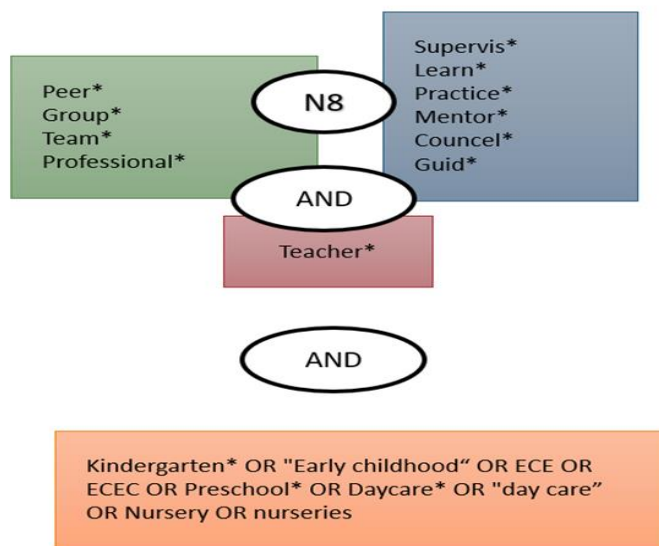 Peer*
Group*
Team*
Professional*
N8
Supervis*
Learn*
Practice*
Mentor*
Councel*
Guid*
AND
Teacher*
AND
Kindergarten* OR "Early childhood“ OR ECE OR
ECEC OR Preschool* OR Daycare* OR "day care”
OR Nursery OR nurseries